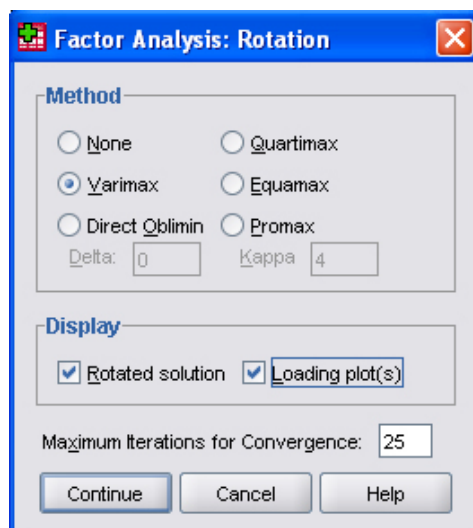 Factor Analysis: Rotation
Method
None
Quartimax
Varimax
Equamax
Direct Oblimin
Promax
Delta: 0
Kappa 4
Display
Rotated solution
Loading plot(s)
Maximum Iterations for Convergence: 25
Continue
Cancel
Help